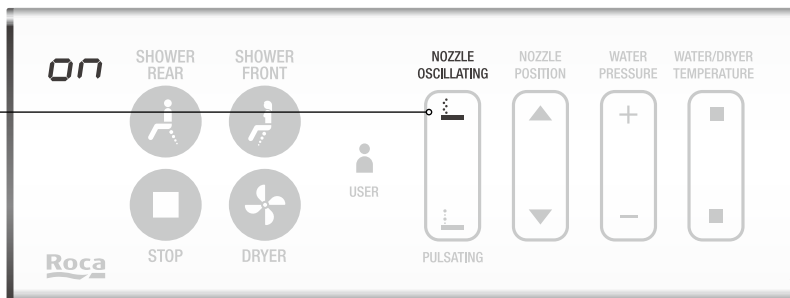 on
SHOWER
REAR
SHOWER
FRONT
NOZZLE
OSCILLATING
NOZZLE
POSITION
WATER
PRESSURE
WATER/DRYER
TEMPERATURE
USER
STOP
DRYER
PULSATING
Roca